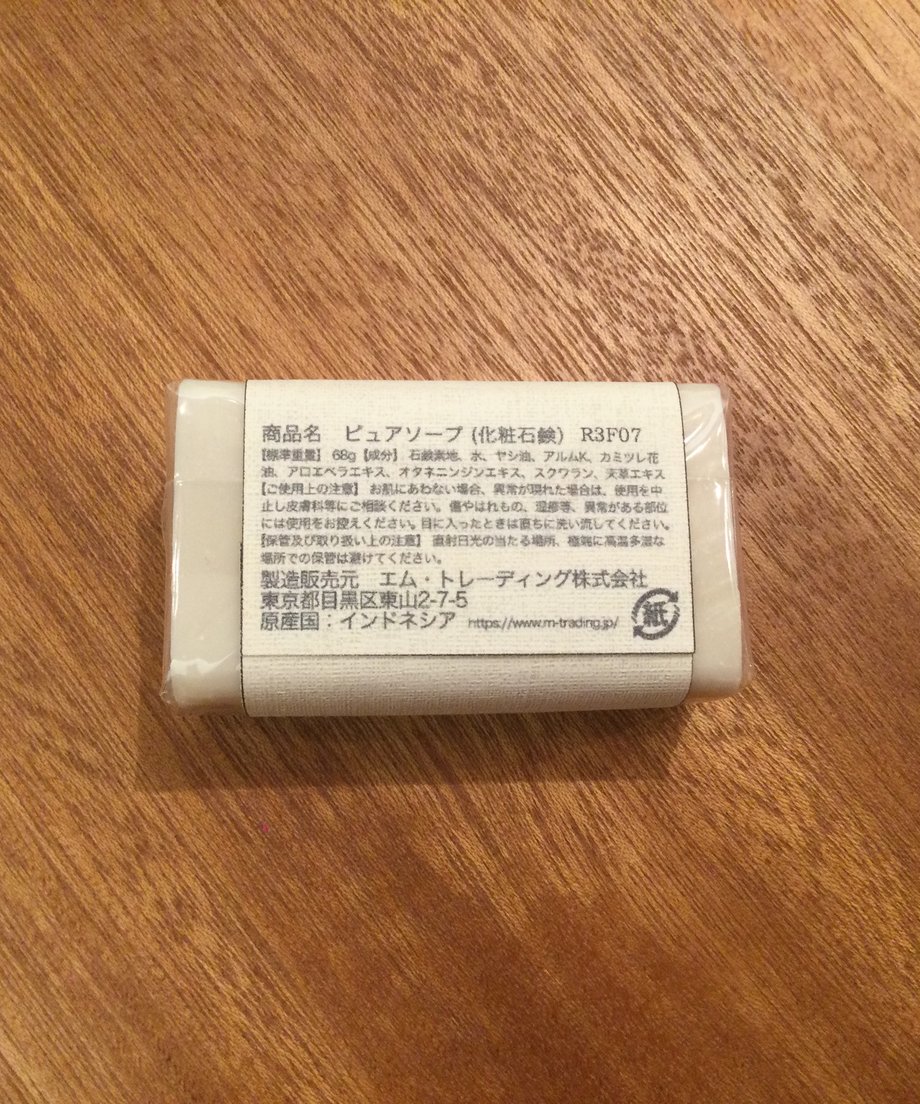 商品名 ピュアソープ (化粧石鹸) R3F07
【標準重量】 68g 【成分】 石鹸素地、水、ヤシ油、アルムK、カミツレ花
油、アロエベラエキス、オタネニンジンエキス、スクワラン、天草エキス
【ご使用上の注意】 お肌にあわない場合、異常が現れた場合は、使用を中
止し皮膚科等にご相談ください。傷やはれもの、湿疹等、異常がある部位
には使用をお控えください。目に入ったときは直ちに洗い流してください。
【保管及び取り扱い上の注意】 直射日光の当たる場所、極端に高温多湿な
場所での保管は避けてください。
製造販売元 エム・トレーディング株式会社
東京都目黒区東山2-7-5
原産国：インドネシア https://www.m-trading.jp/
紙